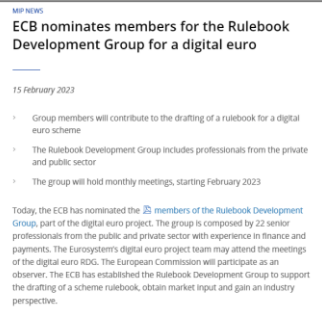 MIP NEWS
ECB nominates members for the Rulebook
Development Group for a digital euro
15 February 2023
Group members will contribute to the drafting of a rulebook for a digital
euro scheme
The Rulebook Development Group includes professionals from the private
and public sector
The group will hold monthly meetings, starting February 2023
Today, the ECB has nominated the members of the Rulebook Development
Group, part of the digital euro project. The group is composed by 22 senior
professionals from the public and private sector with experience in finance and
payments. The Eurosystem's digital euro project team may attend the meetings
of the digital euro RDG. The European Commission will participate as an
observer. The ECB has established the Rulebook Development Group to support
the drafting of a scheme rulebook, obtain market input and gain an industry
perspective.